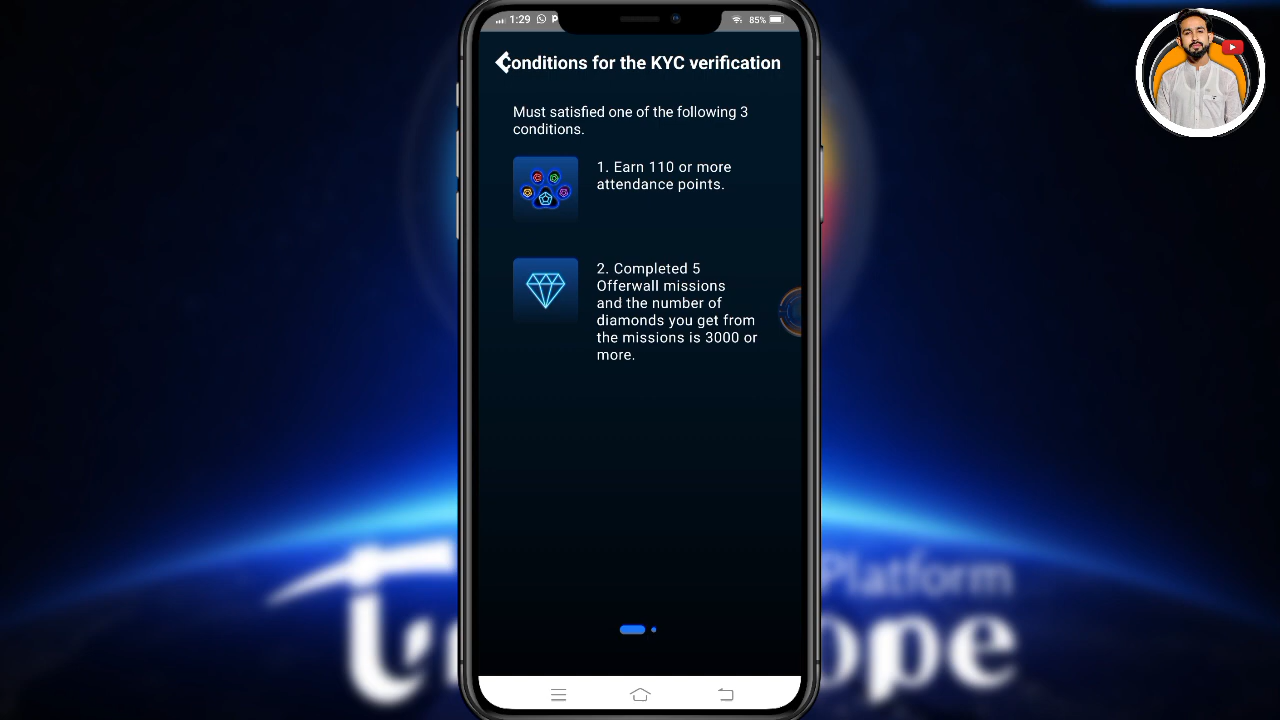 1:29
85%
Conditions for the KYC verification
Must satisfied one of the following 3
conditions.
1. Earn 110 or more
attendance points.
2. Completed 5
Offerwall missions
and the number of
diamonds you get from
the missions is 3000 or
more.
Platform
ope